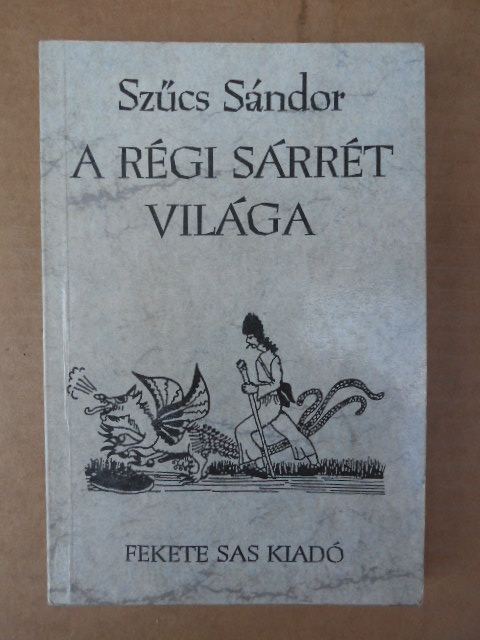 Szűcs Sándor
A RÉGI SÁRRÉT
VILÁGA
FEKETE SAS KIADÓ